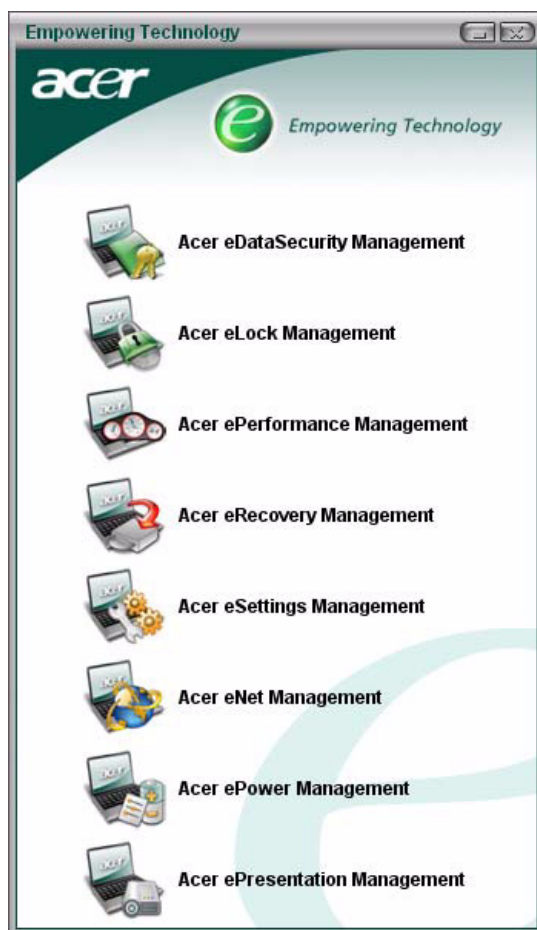 Empowering Technology
acer
e Empowering Technology
Acer eDataSecurity Management
Acer eLock Management
Acer ePerformance Management
Acer eRecovery Management
Acer eSettings Management
Acer eNet Management
Acer ePower Management
Acer ePresentation Management